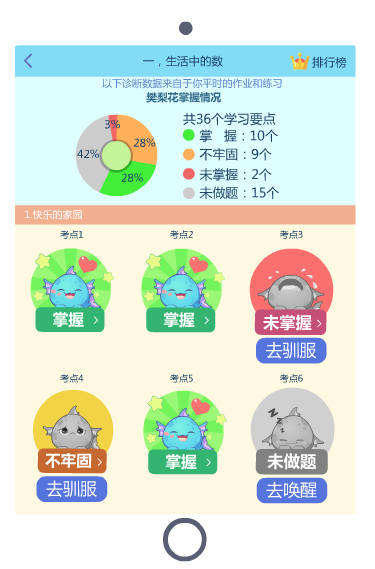 一，生活中的数
排行榜
以下诊断数据来自于你平时的作业和练习
樊梨花掌握情况
共36个学习要点
掌 握：10个
不牢固：9个
未掌握：2个
未做题：15个
3%
28%
42%
28%
1.快乐的家园
考点1 考点2 考点3
掌握 掌握 未掌握
去驯服
考点4 考点5 考点6
不牢固 掌握 未做题
去驯服 去唤醒
z z z